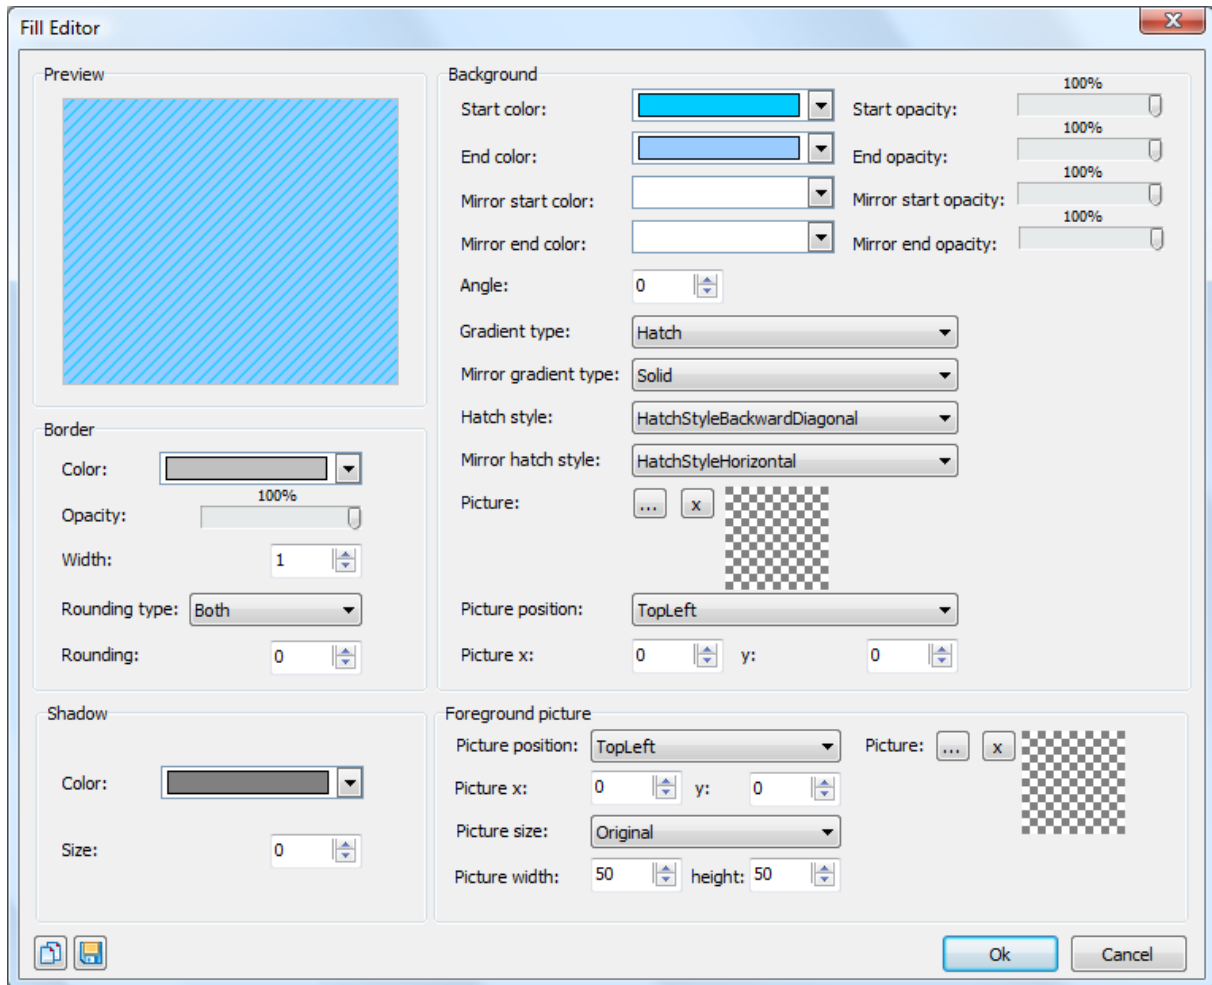 Fill Editor
Preview
Background
Start color:
Start opacity:
100%
End color:
End opacity:
100%
Mirror start color:
Mirror start opacity:
100%
Mirror end color:
Mirror end opacity:
100%
Angle:
0
Gradient type:
Hatch
Mirror gradient type:
Solid
Hatch style:
HatchStyleBackwardDiagonal
Mirror hatch style:
HatchStyleHorizontal
Picture:
...
x
Picture position:
TopLeft
Picture x:
0
y:
0
Border
Color:
100%
Opacity:
Width:
1
Rounding type:
Both
Rounding:
0
Shadow
Color:
Size:
0
Foreground picture
Picture position:
TopLeft
Picture:
...
x
Picture x:
0
y:
0
Picture size:
Original
Picture width:
50
height:
50
Ok
Cancel